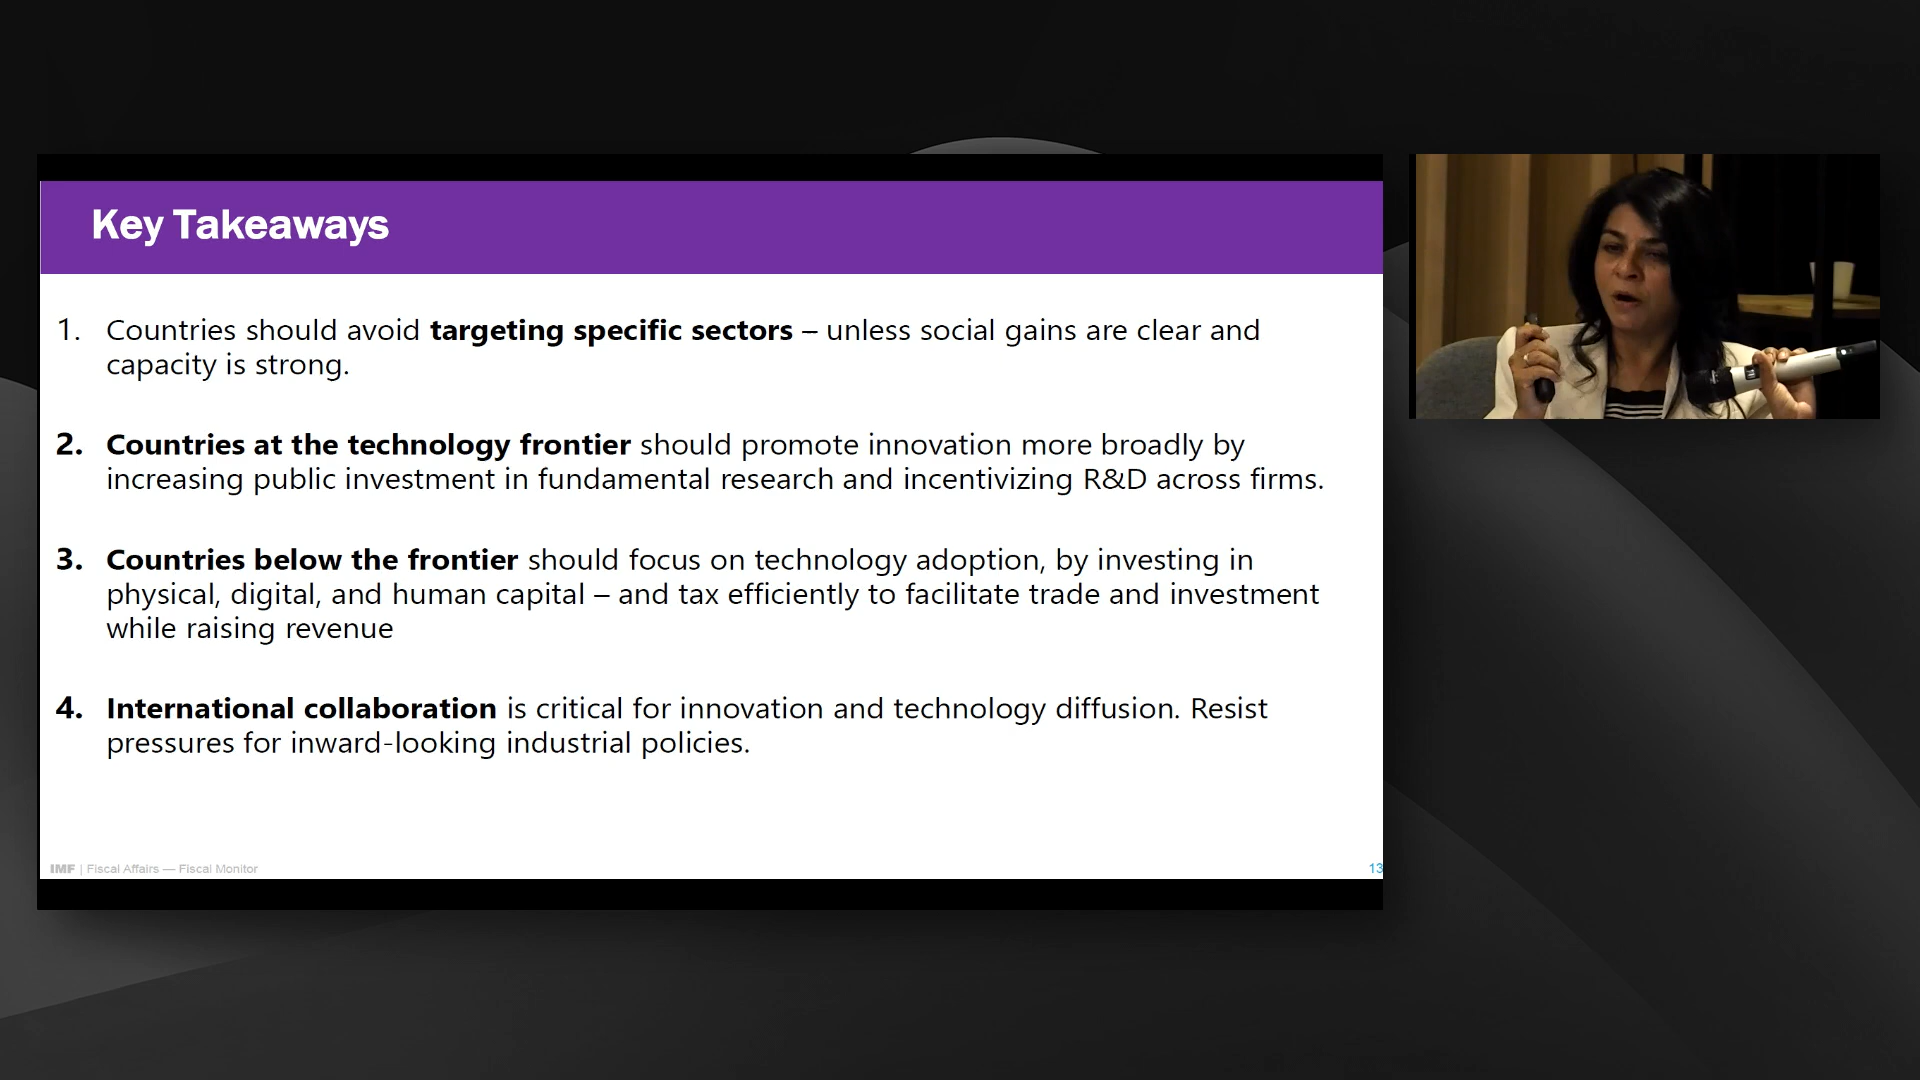 Key Takeaways
1. Countries should avoid targeting specific sectors – unless social gains are clear and
capacity is strong.
2. Countries at the technology frontier should promote innovation more broadly by
increasing public investment in fundamental research and incentivizing R&D across firms.
3. Countries below the frontier should focus on technology adoption, by investing in
physical, digital, and human capital – and tax efficiently to facilitate trade and investment
while raising revenue
4. International collaboration is critical for innovation and technology diffusion. Resist
pressures for inward-looking industrial policies.
IMF | Fiscal Affairs — Fiscal Monitor
13